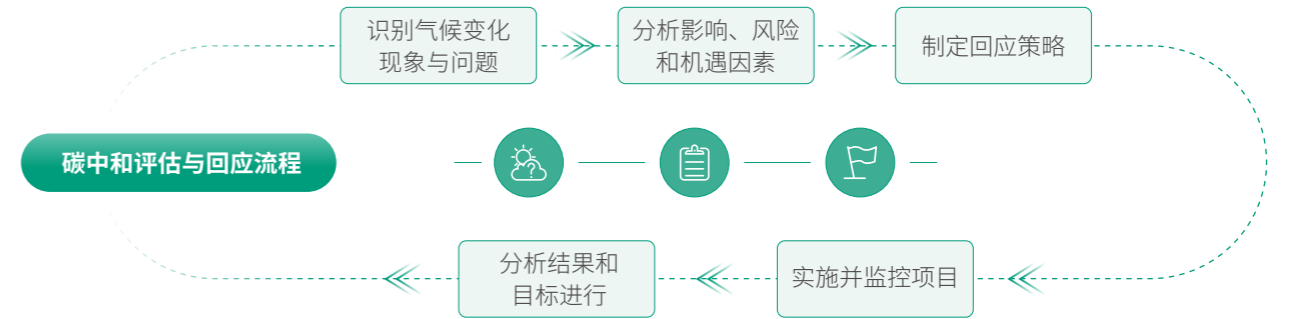 识别气候变化
现象与问题
分析影响、风险
和机遇因素
制定回应策略
碳中和评估与回应流程
?
分析结果和
目标进行
实施并监控项目